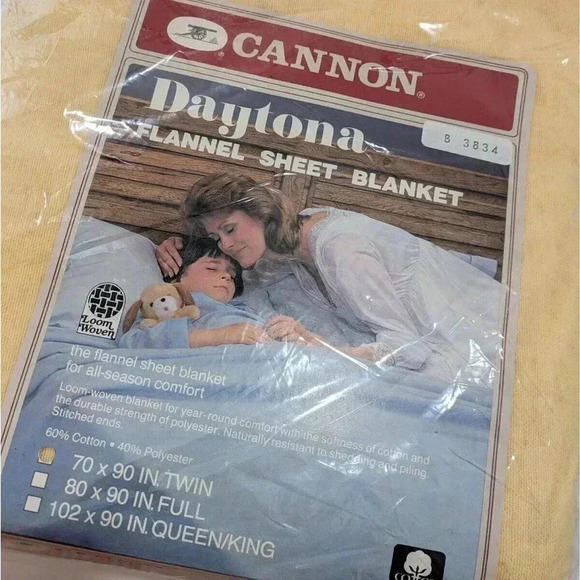 CANNON®
Daytona
B 3834
FLANNEL SHEET BLANKET
Loom
Woven
the flannel sheet blanket
for all-season comfort
Loom-woven blanket for year-round comfort with the softness of cotton and
the durable strength of polyester. Naturally resistant to shedding and piling.
Stitched ends.
60% Cotton • 40% Polyester
70 x 90 IN. TWIN
80 x 90 IN. FULL
102 x 90 IN. QUEEN/KING